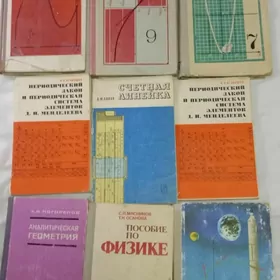 9
7
ПЕРИОДИЧЕСКИЙ
ЗАКОН
И ПЕРИОДИЧЕСКАЯ
СИСТЕМА
ЭЛЕМЕНТОВ
Д. И. МЕНДЕЛЕЕВА
СЧЕТНАЯ
ЛИНЕЙКА
ПЕРИОДИЧЕСКИЙ
ЗАКОН
И ПЕРИОДИЧЕСКАЯ
СИСТЕМА
ЭЛЕМЕНТОВ
Д. И. МЕНДЕЛЕЕВА
А.В. ПОГОРЕЛОВ
АНАЛИТИЧЕСКАЯ
ГЕОМЕТРИЯ
ПОСОБИЕ
ПО
ФИЗИКЕ